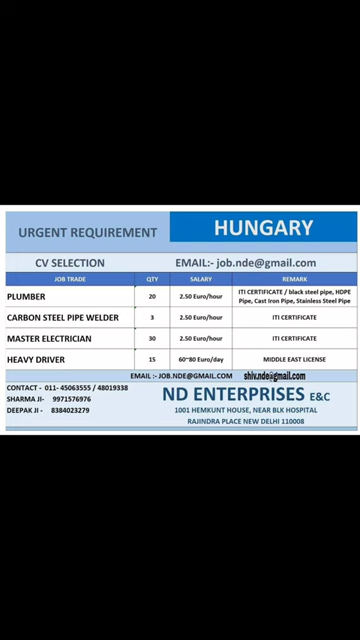 URGENT REQUIREMENT
HUNGARY
CV SELECTION
EMAIL:- job.nde@gmail.com
JOB TRADE QTY SALARY REMARK
PLUMBER 20 2.50 Euro/hour ITI CERTIFICATE / black steel pipe, HDPE
Pipe, Cast Iron Pipe, Stainless Steel Pipe
CARBON STEEL PIPE WELDER 3 2.50 Euro/hour ITI CERTIFICATE
MASTER ELECTRICIAN 30 2.50 Euro/hour ITI CERTIFICATE
HEAVY DRIVER 15 60~80 Euro/day MIDDLE EAST LICENSE
EMAIL :- JOB.NDE@GMAIL.COM shiv.nde@gmail.com
CONTACT - 011- 45063555 / 48019338
SHARMA JI- 9971576976
DEEPAK JI - 8384023279
ND ENTERPRISES E&C
1001 HEMKUNT HOUSE, NEAR BLK HOSPITAL
RAJINDRA PLACE NEW DELHI 110008